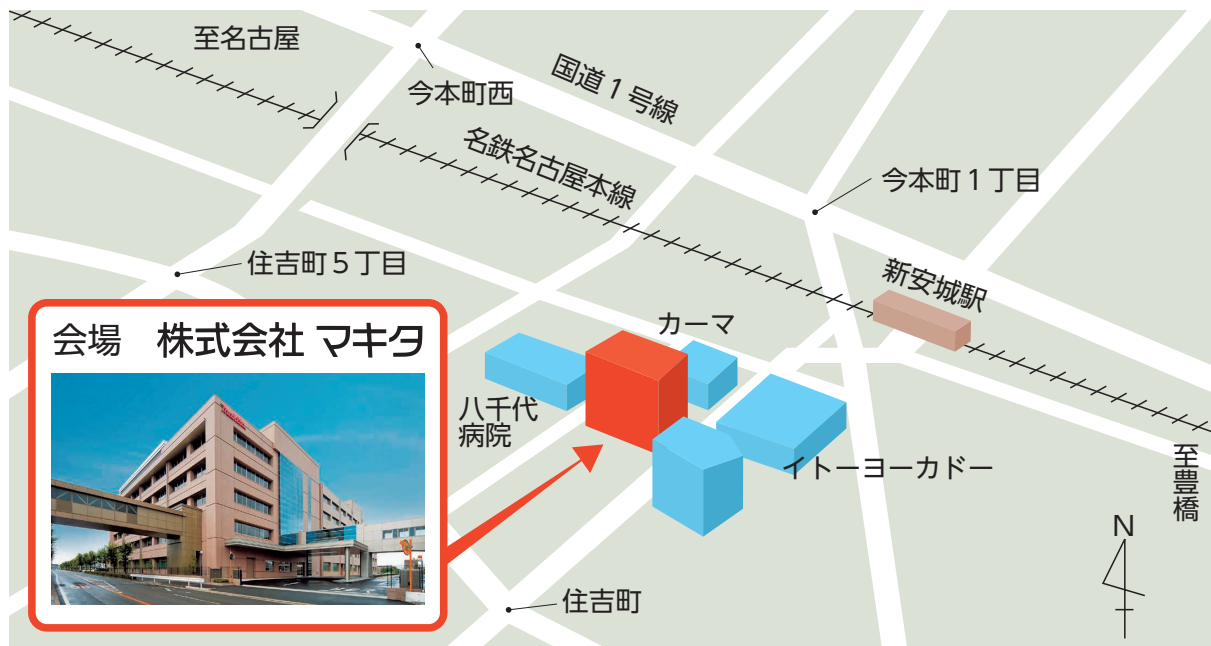 至名古屋
今本町西
国道1号線
名鉄名古屋本線
今本町1丁目
住吉町5丁目
新安城駅
会場 株式会社 マキタ
カーマ
八千代
病院
イトーヨーカドー
至豊橋
N
住吉町